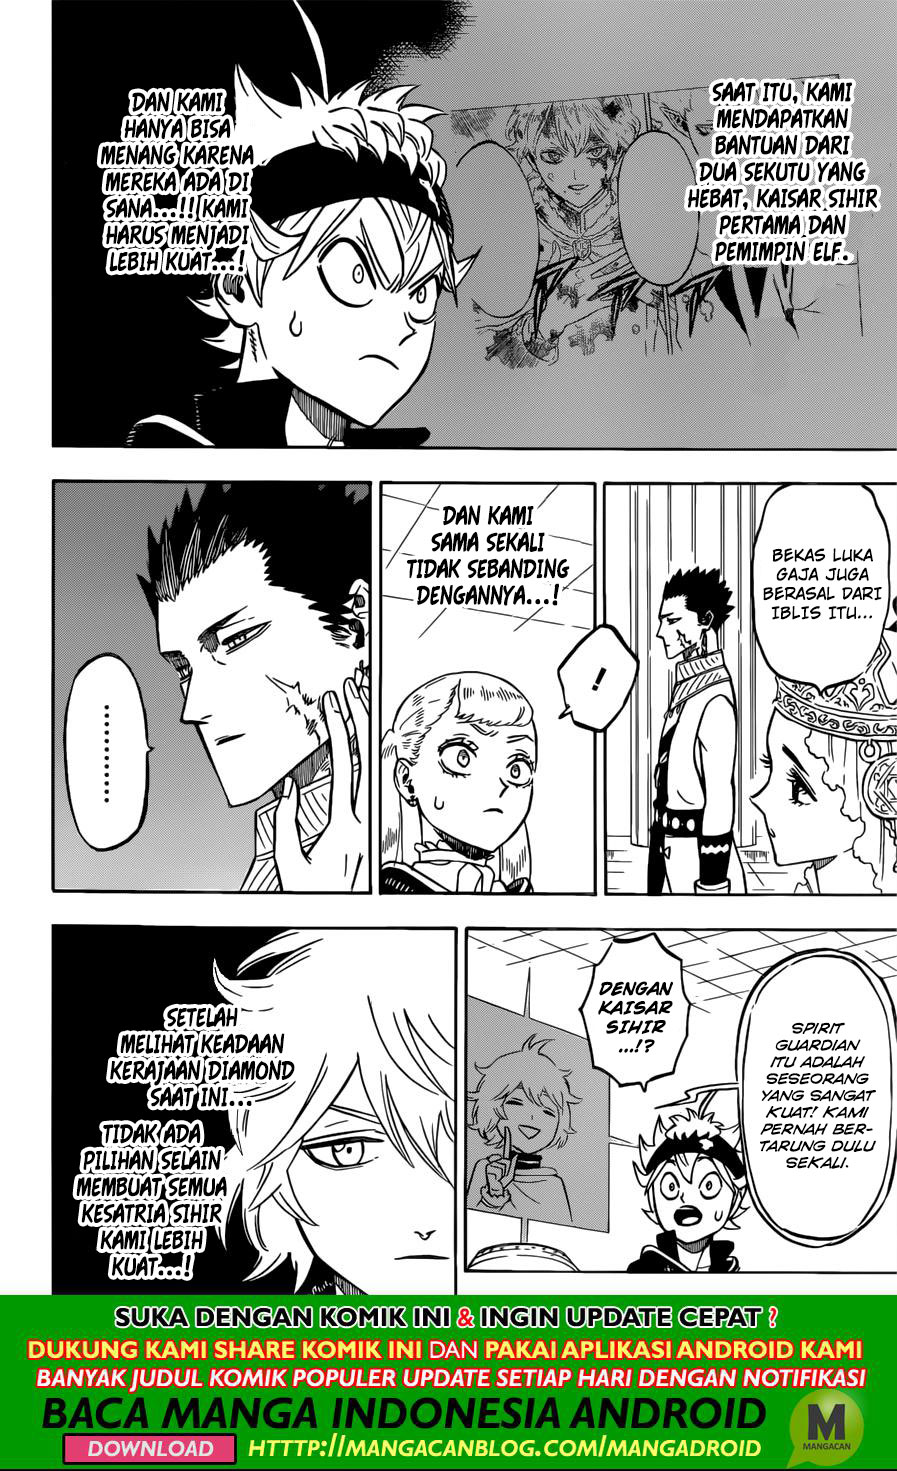 SAAT ITU, KAMI
MENDAPATKAN
BANTUAN DARI
DUA SEKUTU YANG
HEBAT, KAISAR SIHIR
PERTAMA DAN
PEMIMPIN ELF.
DAN KAMI
HANYA BISA
MENANG KARENA
MEREKA ADA DI
SANA...!! KAMI
HARUS MENJADI
LEBIH KUAT...!
BEKAS LUKA
GAJA JUGA
BERASAL DARI
IBLIS ITU...
!
DAN KAMI
SAMA SEKALI
TIDAK SEBANDING
DENGANNYA...!
..........
SPIRIT
GUARDIAN
ITU ADALAH
SESEORANG
YANG SANGAT
KUAT! KAMI
PERNAH BER-
TARUNG DULU
SEKALI.
DENGAN
KAISAR
SIHIR
...!?
SETELAH
MELIHAT KEADAAN
KERAJAAN DIAMOND
SAAT INI...
TIDAK ADA
PILIHAN SELAIN
MEMBUAT SEMUA
KESATRIA SIHIR
KAMI LEBIH
KUAT...!
SUKA DENGAN KOMIK INI & INGIN UPDATE CEPAT ?
DUKUNG KAMI SHARE KOMIK INI DAN PAKAI APLIKASI ANDROID KAMI
BANYAK JUDUL KOMIK POPULER UPDATE SETIAP HARI DENGAN NOTIFIKASI
BACA MANGA INDONESIA ANDROID
DOWNLOAD HTTTP://MANGACANBLOG.COM/MANGADROID
M
MANGACAN